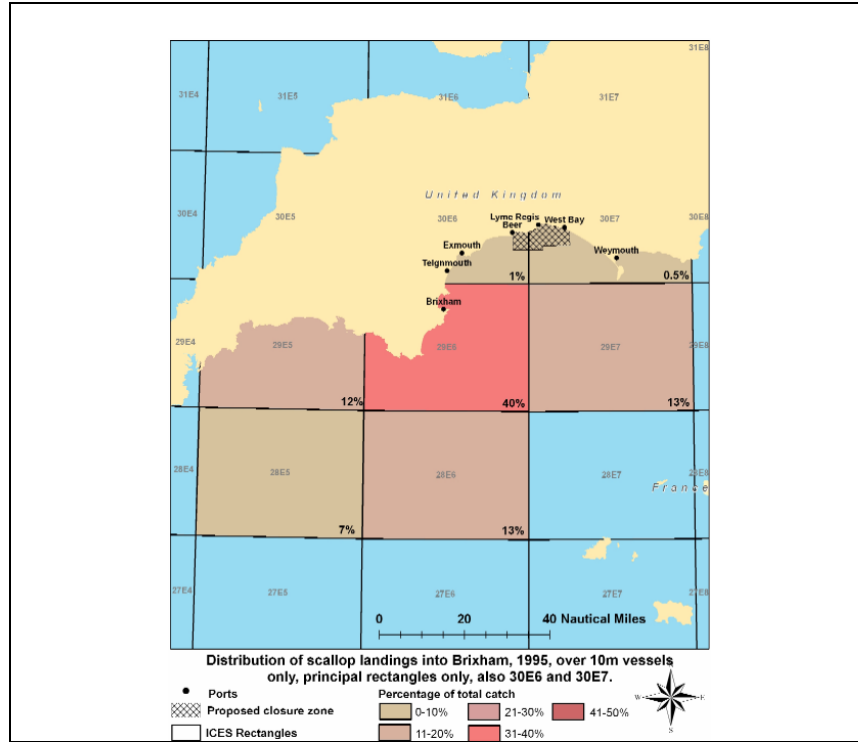 31E8
31E4 31E5 31E6 31E7
United Kingdom
30E4 30E5 30E6 30E7 30E8
Lyme Regis West Bay
Beer
Exmouth Weymouth
Teignmouth
1% 0.5%
Brixham
29E4 29E5 29E6 29E7 29E8
12% 40% 13%
28E4 28E5 28E6 28E7 28E8
France
7% 13%
27E4 27E5 27E6 27E7 27E8
0 20 40 Nautical Miles
Distribution of scallop landings into Brixham, 1995, over 10m vessels
only, principal rectangles only, also 30E6 and 30E7.
Ports Percentage of total catch
Proposed closure zone 0-10% 21-30% 41-50%
ICES Rectangles 11-20% 31-40%
N
W E
S